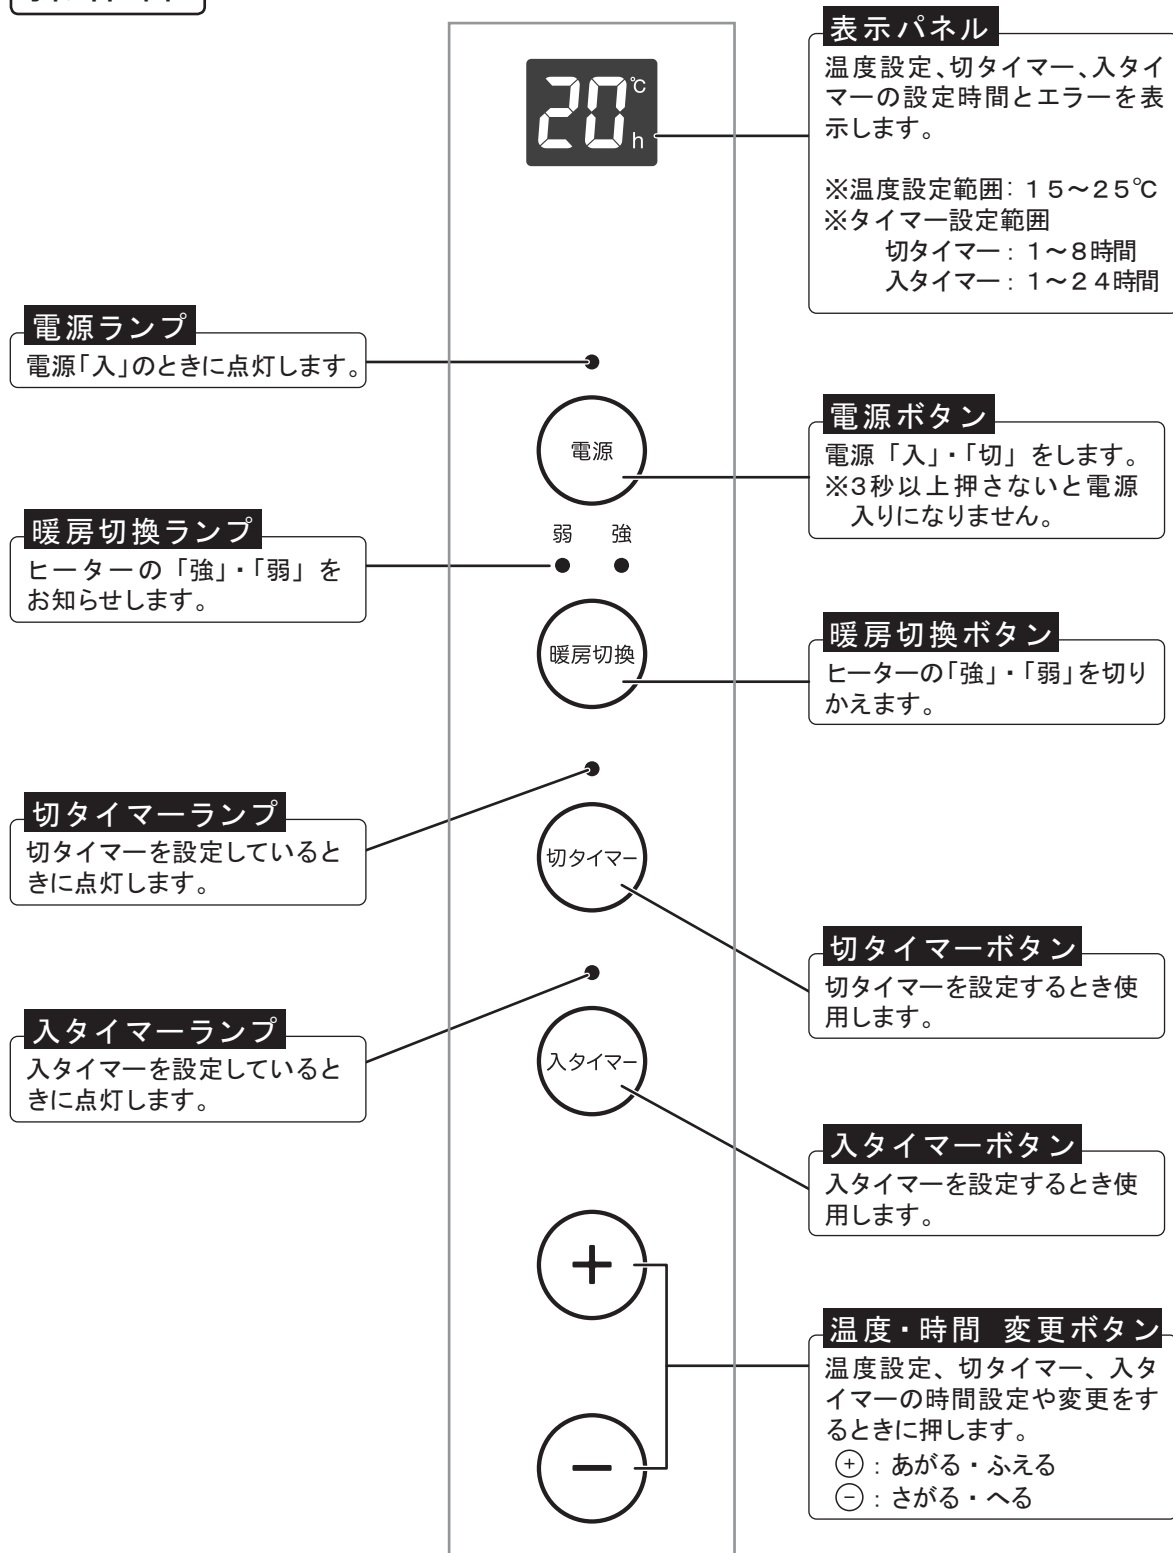 表示パネル
温度設定、切タイマー、入タイ
マーの設定時間とエラーを表
示します。
※温度設定範囲：１５～２５℃
※タイマー設定範囲
切タイマー：１～８時間
入タイマー：１～２４時間
20℃
h
電源ランプ
電源「入」のときに点灯します。
電源
電源ボタン
電源「入」・「切」をします。
※3秒以上押さないと電源
入りになりません。
暖房切換ランプ
ヒーターの「強」・「弱」を
お知らせします。
弱 強
暖房切換
暖房切換ボタン
ヒーターの「強」・「弱」を切り
かえます。
切タイマーランプ
切タイマーを設定していると
きに点灯します。
切タイマー
切タイマーボタン
切タイマーを設定するとき使
用します。
入タイマーランプ
入タイマーを設定していると
きに点灯します。
入タイマー
入タイマーボタン
入タイマーを設定するとき使
用します。
＋
－
温度・時間 変更ボタン
温度設定、切タイマー、入タ
イマーの時間設定や変更をす
るときに押します。
⊕：あがる・ふえる
⊖：さがる・へる